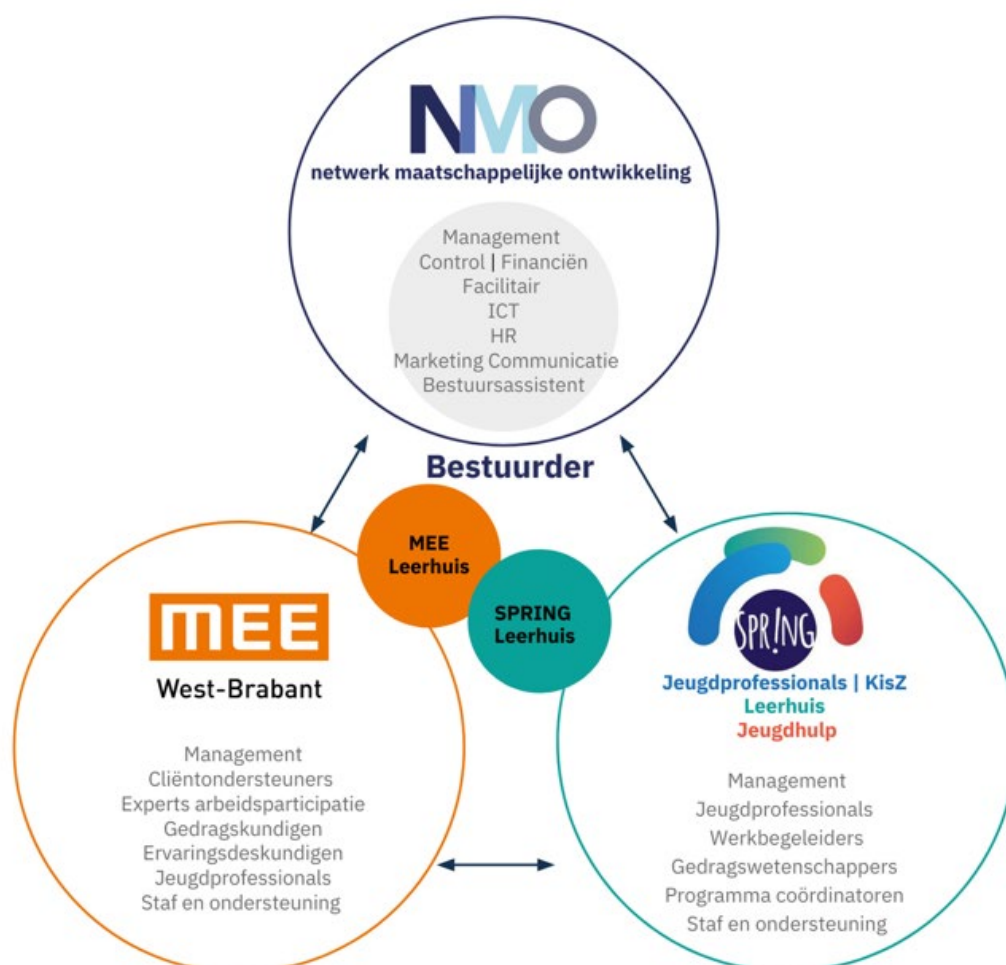 NMO
netwerk maatschappelijke ontwikkeling
Management
Control | Financiën
Facilitair
ICT
HR
Marketing Communicatie
Bestuursassistent
Bestuurder
MEE
Leerhuis
SPRING
Leerhuis
MEE
West-Brabant
Management
Cliëntondersteuners
Experts arbeidsparticipatie
Gedragskundigen
Ervaringsdeskundigen
Jeugdprofessionals
Staf en ondersteuning
SPR!NG
Jeugdprofessionals | KisZ
Leerhuis
Jeugdhulp
Management
Jeugdprofessionals
Werkbegeleiders
Gedragswetenschappers
Programma coördinatoren
Staf en ondersteuning